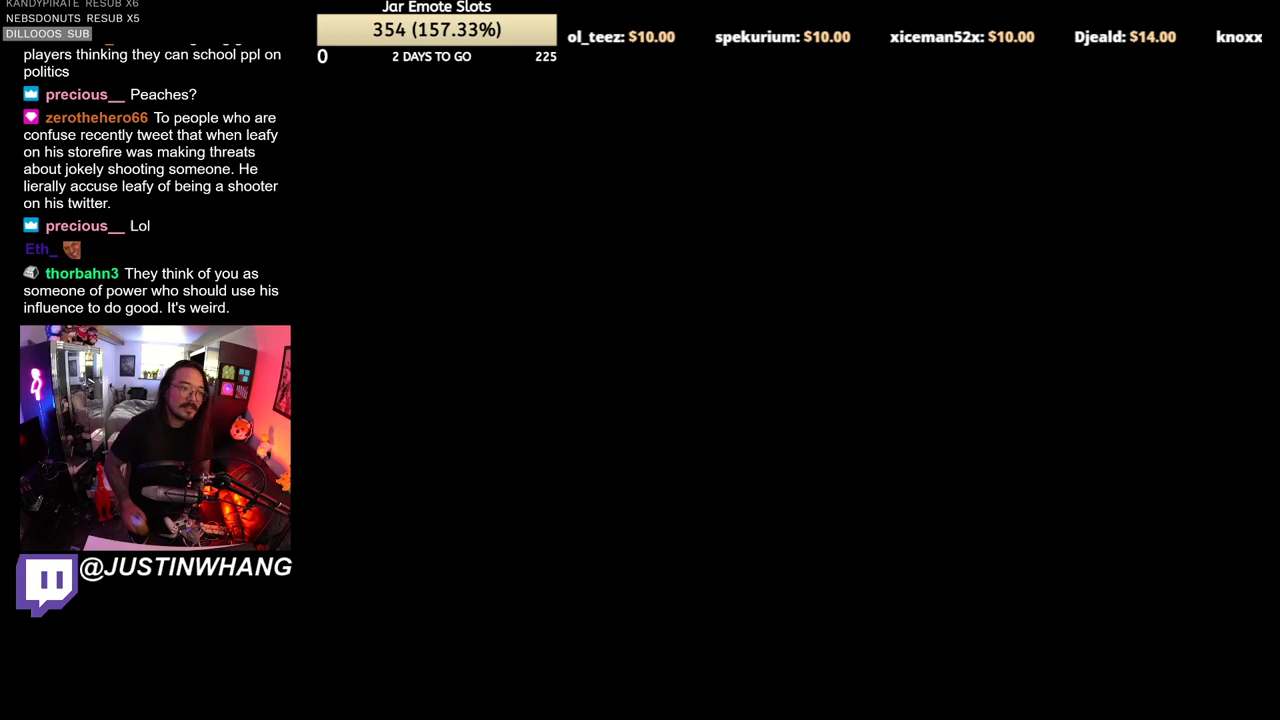 KANDYPIRATE RESUB X6
NEBSDONUTS RESUB X5
DILLOOOS SUB
players thinking they can school ppl on
politics
precious__ Peaches?
zerothehero66 To people who are
confuse recently tweet that when leafy
on his storefire was making threats
about jokely shooting someone. He
lierally accuse leafy of being a shooter
on his twitter.
precious__ Lol
Eth_
thorbahn3 They think of you as
someone of power who should use his
influence to do good. It's weird.
@JUSTINWHANG
Jar Emote Slots
354 (157.33%)
0 2 DAYS TO GO 225
ol_teez: $10.00 spekurium: $10.00 xiceman52x: $10.00 Djeald: $14.00 knoxx